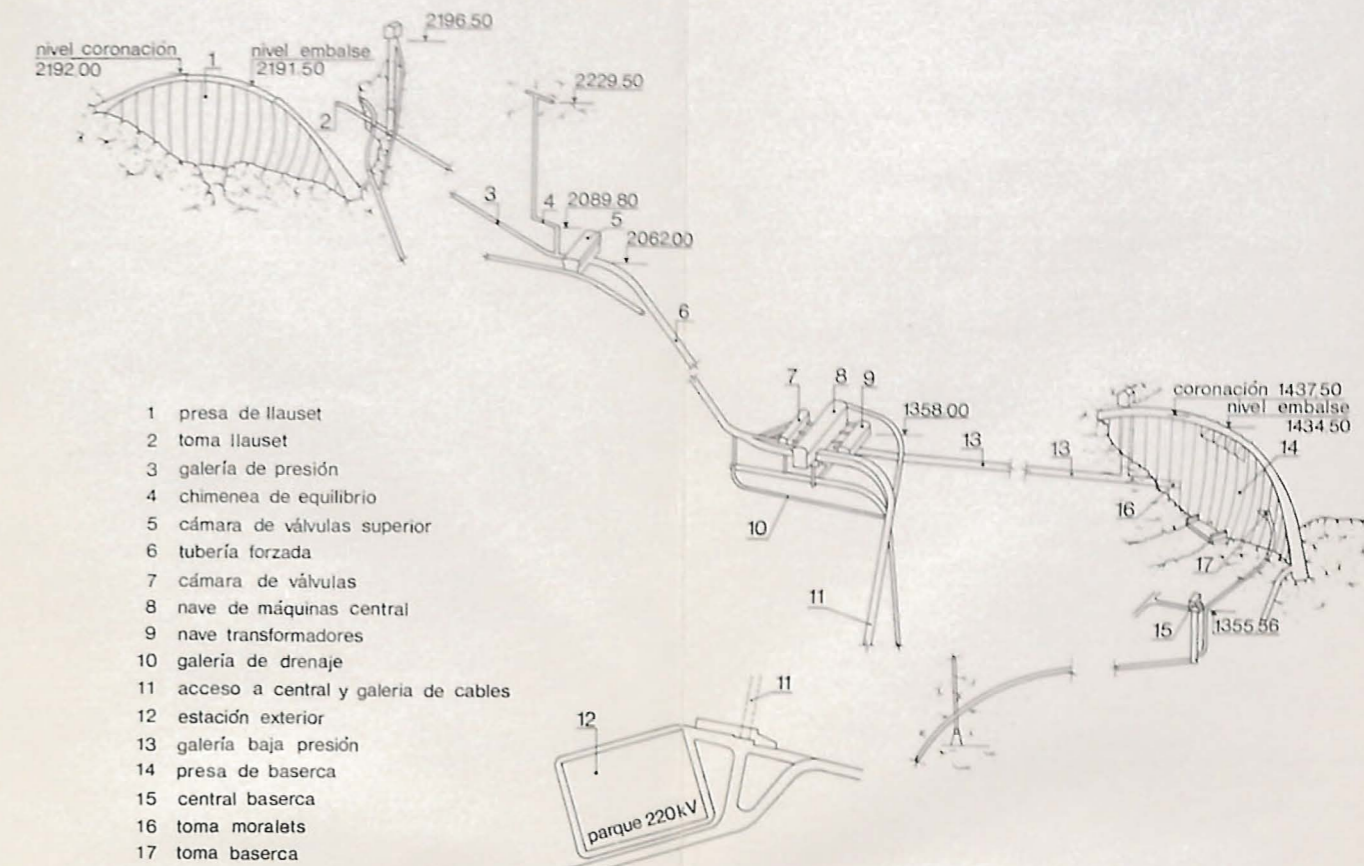 2196.50
nivel coronación
2192.00
1
nivel embalse
2191.50
2229.50
2
3
4
2089.80
5
2062.00
6
7
8
9
1358.00
13
13
coronación 1437.50
nivel embalse
1434.50
14
16
10
17
11
15
1355.56
11
12
parque 220 kV
1 presa de llauset
2 toma llauset
3 galería de presión
4 chimenea de equilibrio
5 cámara de válvulas superior
6 tubería forzada
7 cámara de válvulas
8 nave de máquinas central
9 nave transformadores
10 galería de drenaje
11 acceso a central y galeria de cables
12 estación exterior
13 galería baja presión
14 presa de baserca
15 central baserca
16 toma moralets
17 toma baserca